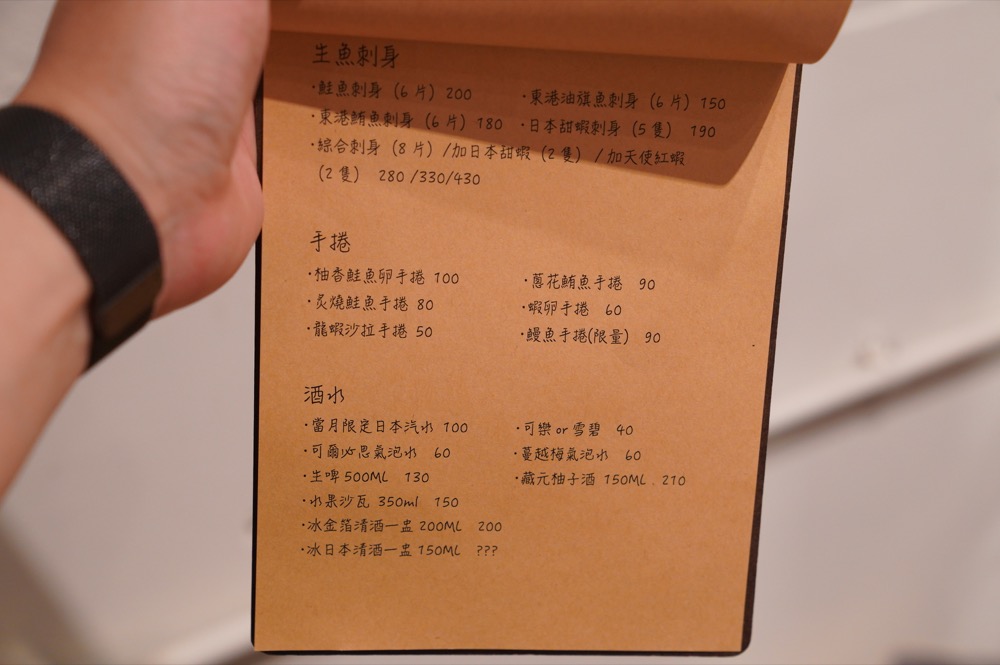 生魚刺身
·鮭魚刺身 (6片) 200 ·東港油旗魚刺身 (6片) 150
·東港鮪魚刺身 (6片) 180 ·日本甜蝦刺身 (5隻) 190
·綜合刺身 (8片) /加日本甜蝦 (2隻) /加天使紅蝦
(2隻) 280/330/430
手捲
·柚香鮭魚卵手捲 100 ·蔥花鮪魚手捲 90
·炙燒鮭魚手捲 80 ·蝦卵手捲 60
·龍蝦沙拉手捲 50 ·鰻魚手捲(限量) 90
酒水
·當月限定日本汽水 100 ·可樂 or 雪碧 40
·可爾必思氣泡水 60 ·蔓越梅氣泡水 60
·生啤 500ML 130 ·藏元柚子酒 150ML . 210
·水果沙瓦 350ml 150
·冰金箔清酒一盅 200ML 200
·冰日本清酒一盅 150ML ???